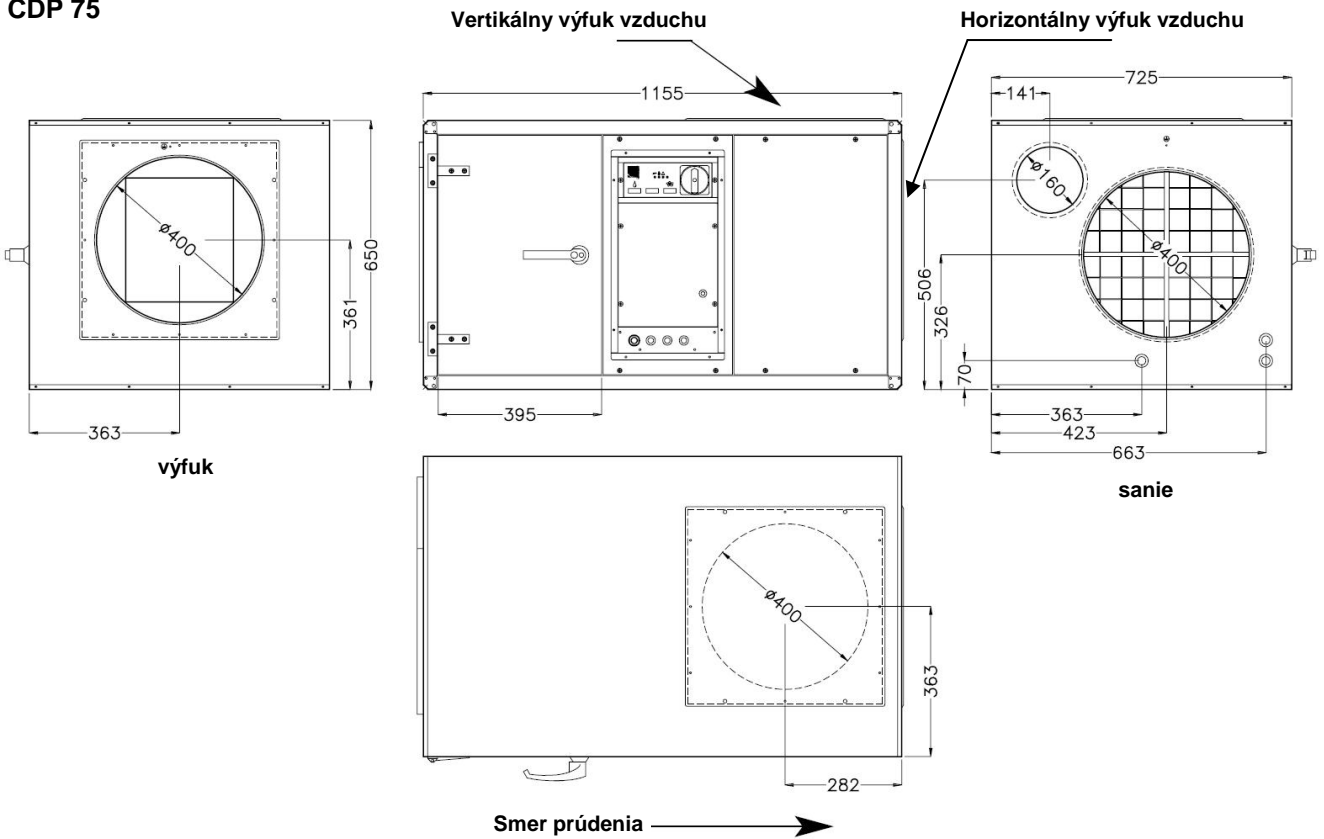 CDP 75
Vertikálny výfuk vzduchu
Horizontálny výfuk vzduchu
1155
725
141
ø160
ø400
ø400
650
361
506
326
70
363
395
363
423
663
výfuk
sanie
ø400
363
282
Smer prúdenia